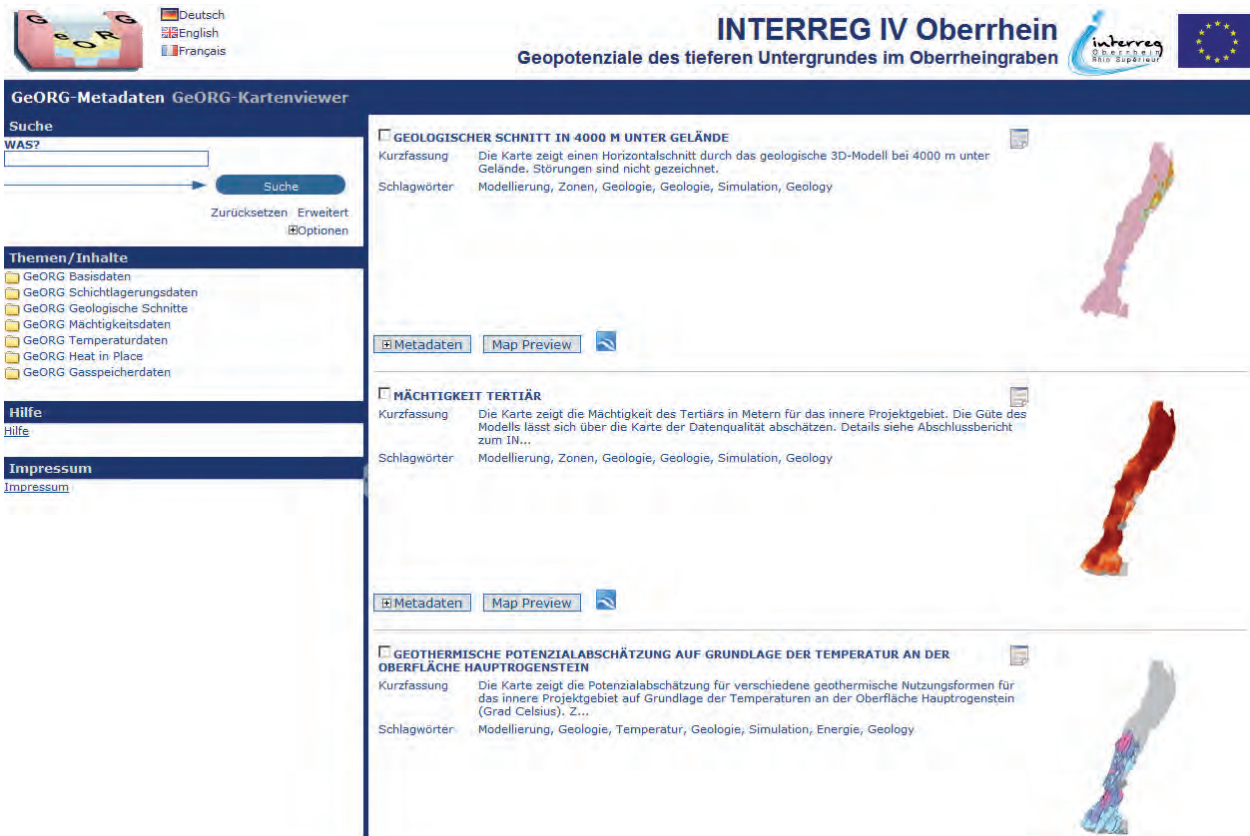 GeORG
Deutsch
English
Français
INTERREG IV Oberrhein
Geopotenziale des tieferen Untergrundes im Oberrheingraben
interreg
Oberrhein
Rhin Supérieur
GeORG-Metadaten GeORG-Kartenviewer
Suche
WAS?
Suche
Zurücksetzen Erweitert
Optionen
Themen/Inhalte
GeORG Basisdaten
GeORG Schichtlagerungsdaten
GeORG Geologische Schnitte
GeORG Mächtigkeitsdaten
GeORG Temperaturdaten
GeORG Heat in Place
GeORG Gasspeicherdaten
Hilfe
Hilfe
Impressum
Impressum
GEOLOGISCHER SCHNITT IN 4000 M UNTER GELÄNDE
Kurzfassung Die Karte zeigt einen Horizontalschnitt durch das geologische 3D-Modell bei 4000 m unter
Gelände. Störungen sind nicht gezeichnet.
Schlagwörter Modellierung, Zonen, Geologie, Geologie, Simulation, Geology
Metadaten Map Preview
MÄCHTIGKEIT TERTIÄR
Kurzfassung Die Karte zeigt die Mächtigkeit des Tertiärs in Metern für das innere Projektgebiet. Die Güte des
Modells lässt sich über die Karte der Datenqualität abschätzen. Details siehe Abschlussbericht
zum IN...
Schlagwörter Modellierung, Zonen, Geologie, Geologie, Simulation, Geology
Metadaten Map Preview
GEOTHERMISCHE POTENZIALABSCHÄTZUNG AUF GRUNDLAGE DER TEMPERATUR AN DER
OBERFLÄCHE HAUPTROGENSTEIN
Kurzfassung Die Karte zeigt die Potenzialabschätzung für verschiedene geothermische Nutzungsformen für
das innere Projektgebiet auf Grundlage der Temperaturen an der Oberfläche Hauptrogenstein
(Grad Celsius). Z...
Schlagwörter Modellierung, Geologie, Temperatur, Geologie, Simulation, Energie, Geology